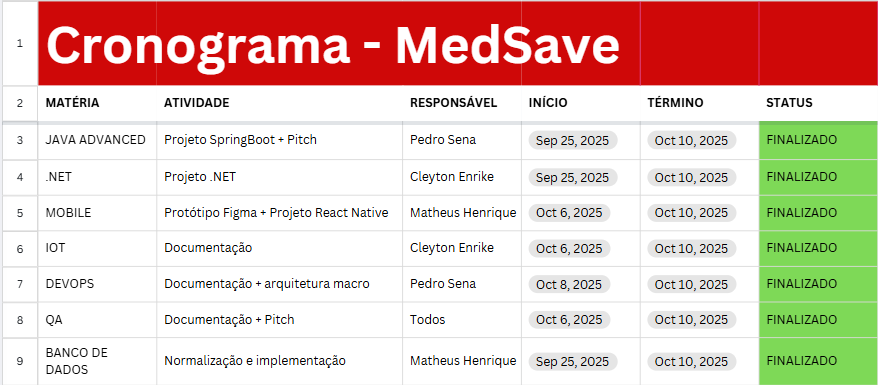 1 Cronograma - MedSave
2 MATÉRIA ATIVIDADE RESPONSÁVEL INÍCIO TÉRMINO STATUS
3 JAVA ADVANCED Projeto SpringBoot + Pitch Pedro Sena Sep 25, 2025 Oct 10, 2025 FINALIZADO
4 .NET Projeto .NET Cleyton Enrike Sep 25, 2025 Oct 10, 2025 FINALIZADO
5 MOBILE Protótipo Figma + Projeto React Native Matheus Henrique Oct 6, 2025 Oct 10, 2025 FINALIZADO
6 IOT Documentação Cleyton Enrike Oct 6, 2025 Oct 10, 2025 FINALIZADO
7 DEVOPS Documentação + arquitetura macro Pedro Sena Oct 8, 2025 Oct 10, 2025 FINALIZADO
8 QA Documentação + Pitch Todos Oct 6, 2025 Oct 10, 2025 FINALIZADO
9 BANCO DE DADOS Normalização e implementação Matheus Henrique Sep 25, 2025 Oct 10, 2025 FINALIZADO